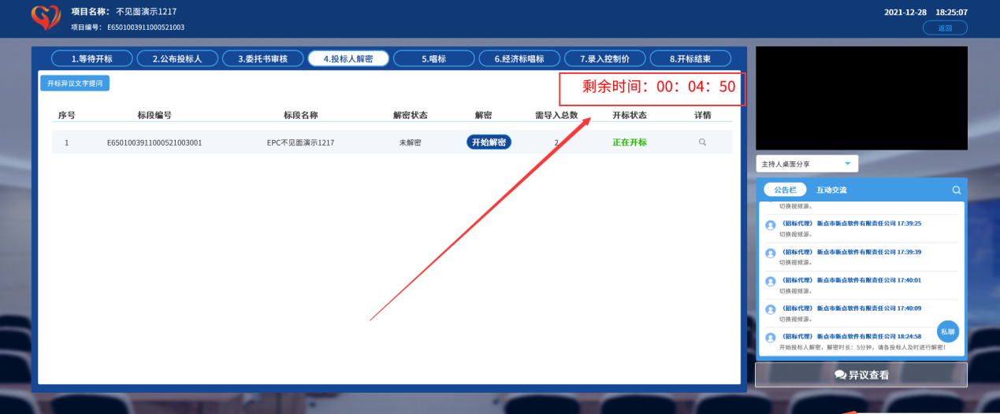 项目名称: 不见面演示1217
项目编号: E6501003911000521003
2021-12-28 18:25:07
返回
1.等待开标 2.公布投标人 3.委托书审核 4.投标人解密 5.唱标 6.经济标唱标 7.录入控制价 8.开标结束
开标异议文字提问
剩余时间: 00: 04: 50
序号 标段编号 标段名称 解密状态 解密 需导入总数 开标状态 详情
1 E6501003911000521003001 EPC不见面演示1217 未解密 开始解密 2 正在开标
主持人桌面分享
公告栏 互动交流
切换视频源。
(招标代理) 新点市新点软件有限责任公司 17:39:25
切换视频源。
(招标代理) 新点市新点软件有限责任公司 17:39:39
切换视频源。
(招标代理) 新点市新点软件有限责任公司 17:40:01
切换视频源。
(招标代理) 新点市新点软件有限责任公司 17:40:09
切换视频源。
私聊
(招标代理) 新点市新点软件有限责任公司 18:24:58
开始投标人解密, 解密时长: 5分钟, 请各投标人及时进行解密!
异议查看